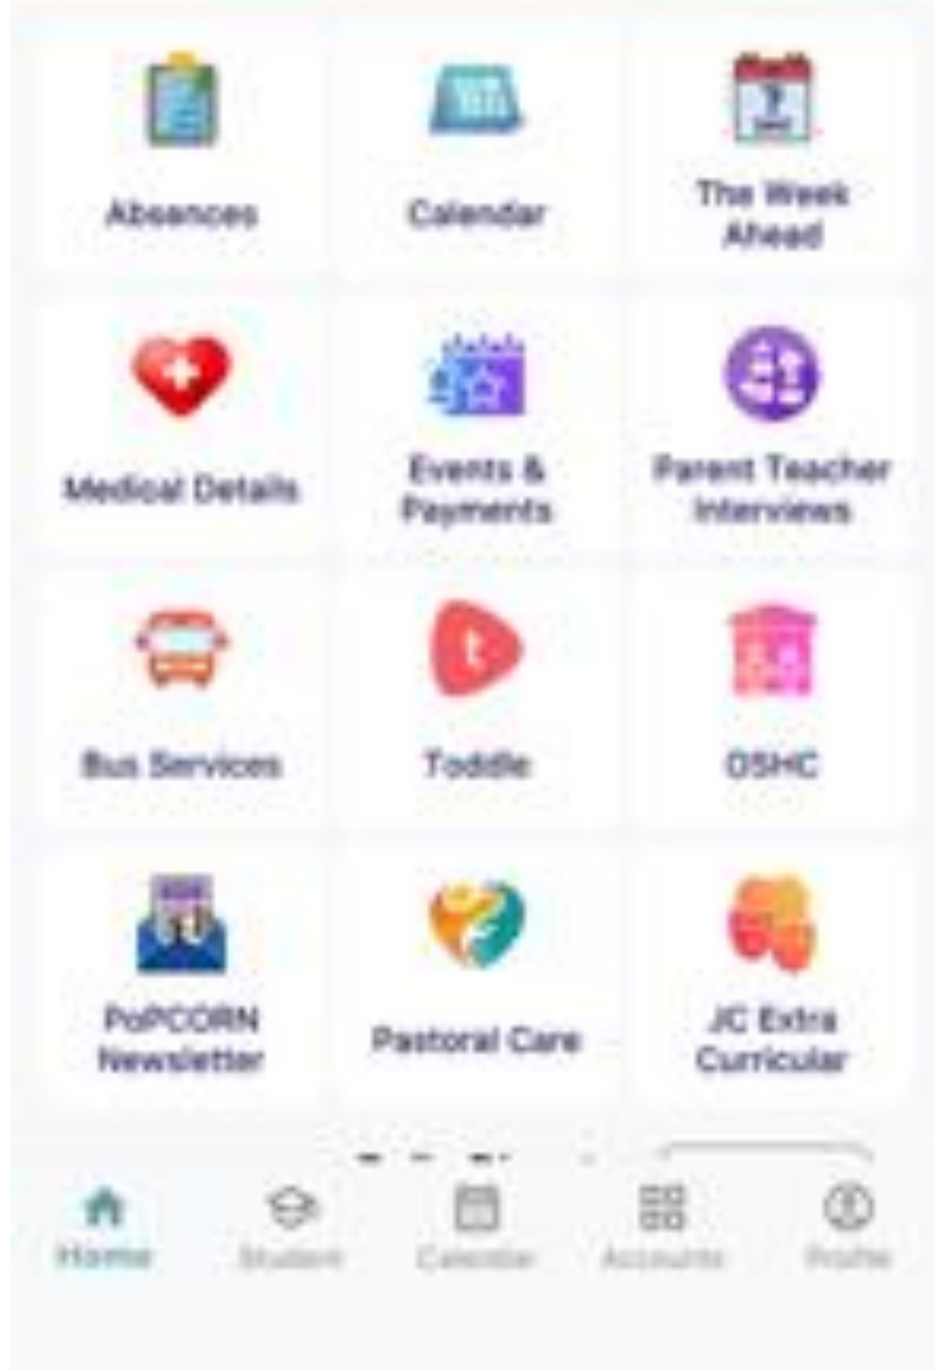 Absences
Calendar
The Week
Ahead
Medical Details
Events &
Payments
Parent Teacher
Interviews
Bus Services
t
Toddle
OSHC
PoPCORN
Newsletter
Pastoral Care
JC Extra
Curricular
Home
Student
Calendar
Accounts
Profile